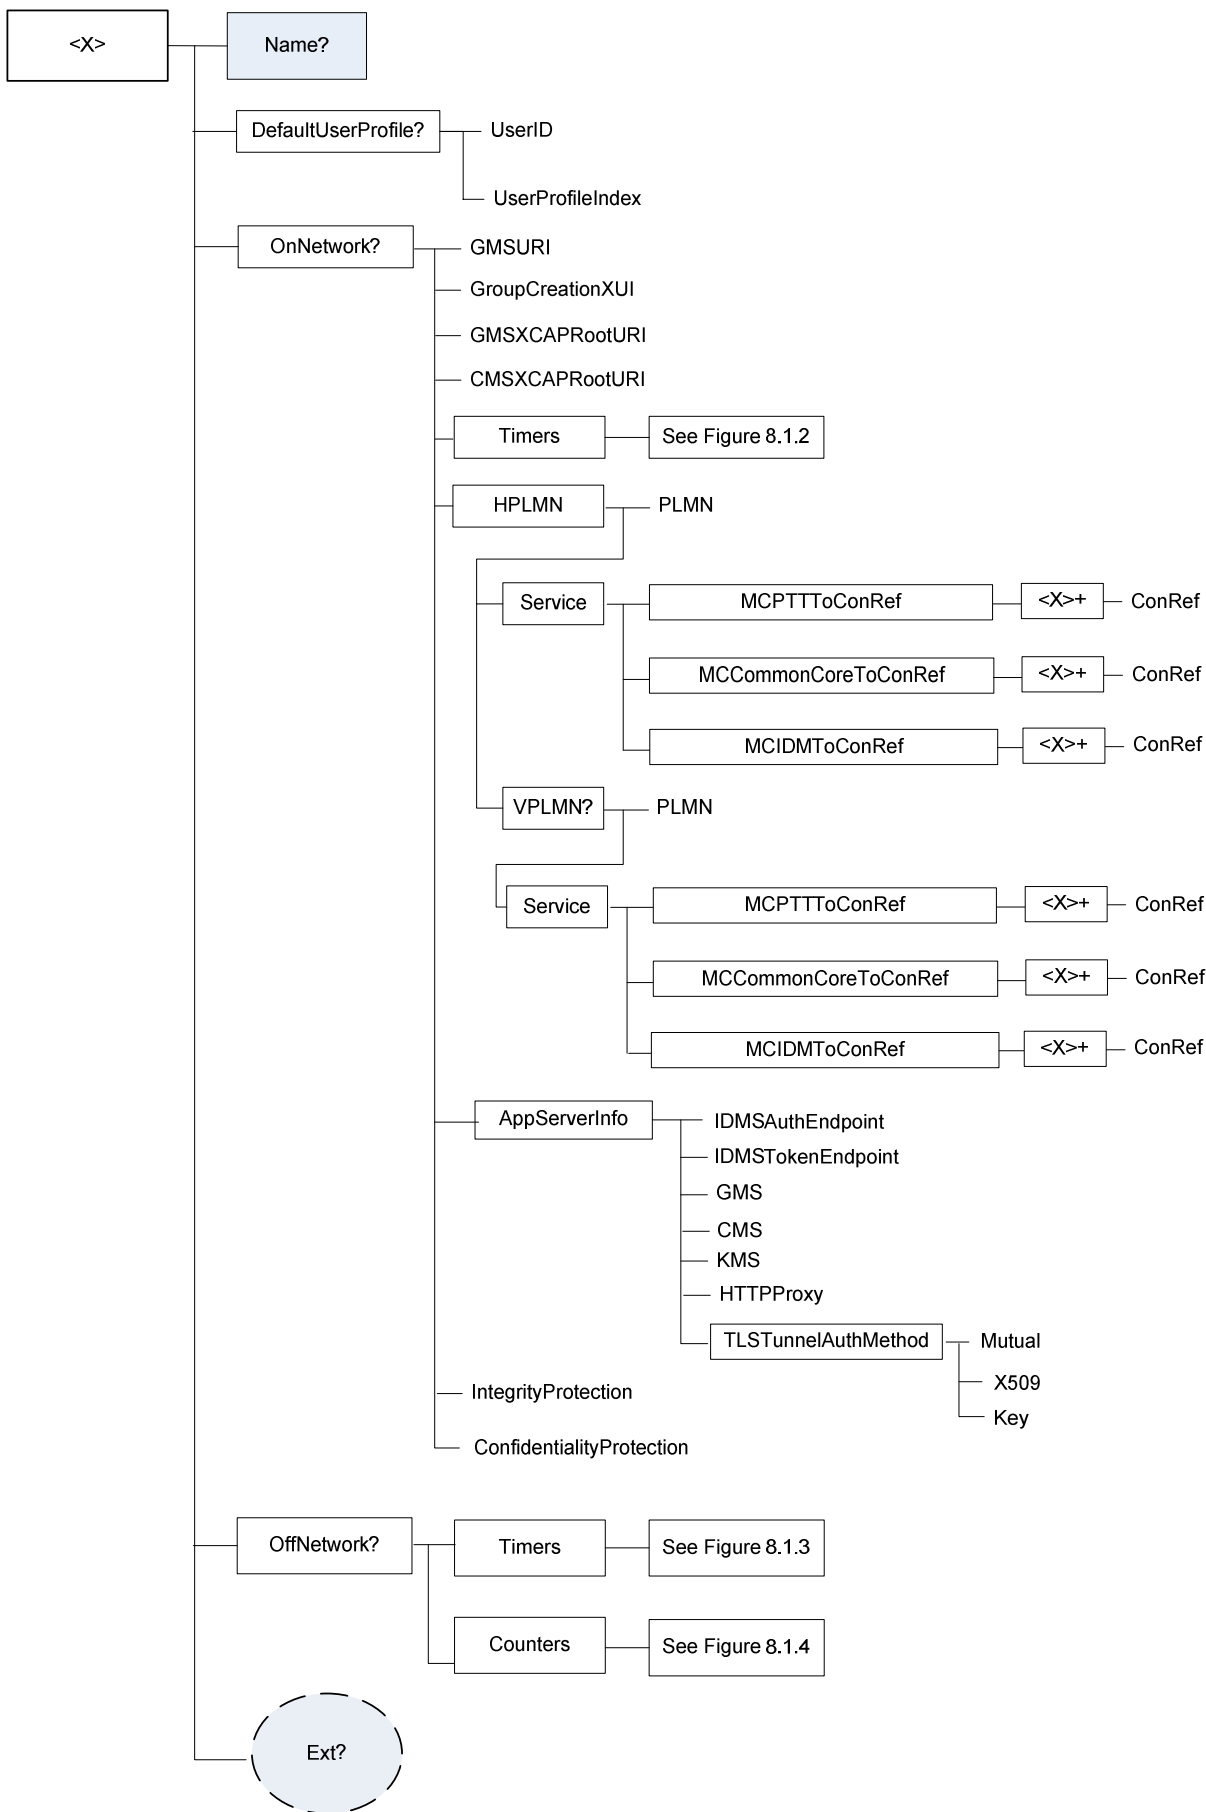 <X>
Name?
DefaultUserProfile?
UserID
UserProfileIndex
OnNetwork?
GMSURI
GroupCreationXUI
GMSXCAPRootURI
CMSXCAPRootURI
Timers
See Figure 8.1.2
HPLMN
PLMN
Service
MCPTTToConRef
<X>+
ConRef
MCCommonCoreToConRef
<X>+
ConRef
MCIDMToConRef
<X>+
ConRef
VPLMN?
PLMN
Service
MCPTTToConRef
<X>+
ConRef
MCCommonCoreToConRef
<X>+
ConRef
MCIDMToConRef
<X>+
ConRef
AppServerInfo
IDMSAuthEndpoint
IDMSTokenEndpoint
GMS
CMS
KMS
HTTPProxy
TLSTunnelAuthMethod
Mutual
X509
Key
IntegrityProtection
ConfidentialityProtection
OffNetwork?
Timers
See Figure 8.1.3
Counters
See Figure 8.1.4
Ext?